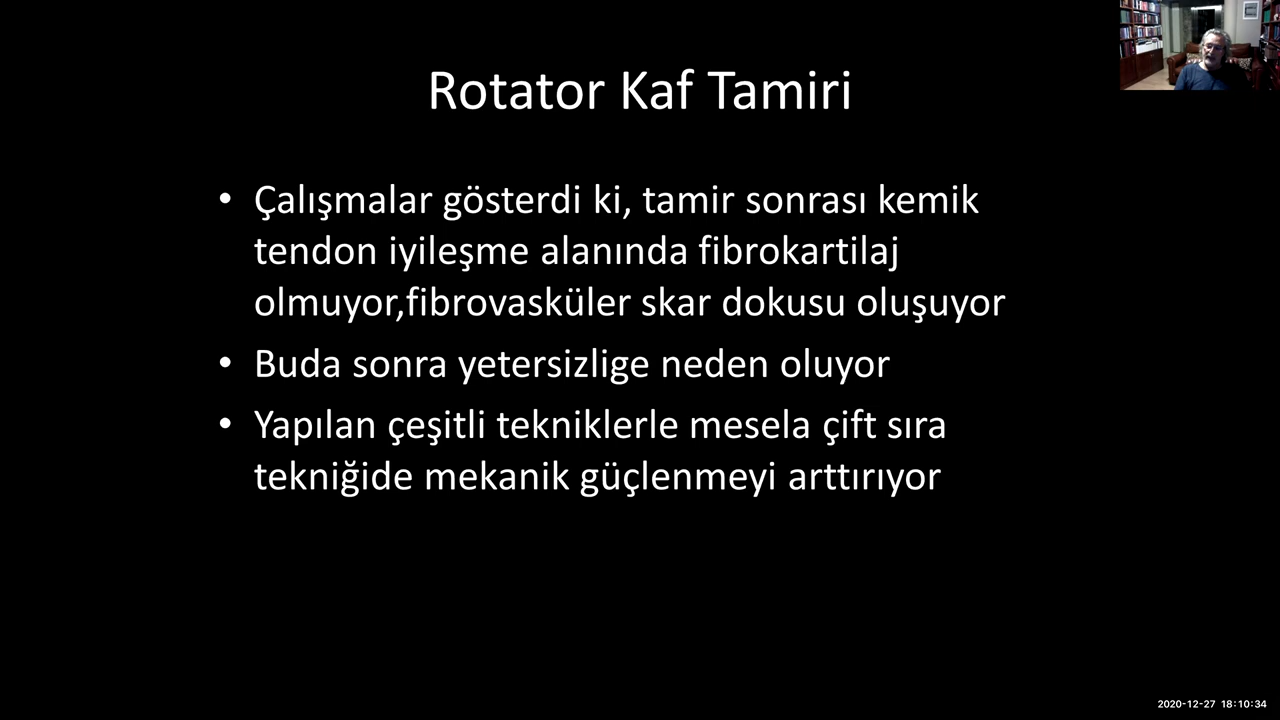 Rotator Kaf Tamiri
• Çalışmalar gösterdi ki, tamir sonrası kemik
tendon iyileşme alanında fibrokartilaj
olmuyor,fibrovasküler skar dokusu oluşuyor
• Buda sonra yetersizlige neden oluyor
• Yapılan çeşitli tekniklerle mesela çift sıra
tekniğide mekanik güçlenmeyi arttırıyor
2020-12-27 18:10:34